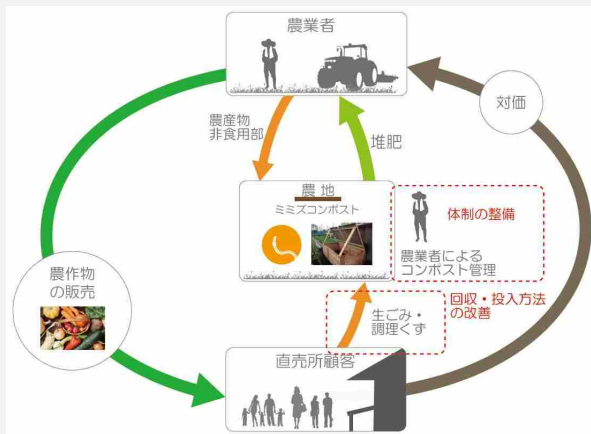 農業者
対価
農産物
非食用部
堆肥
農 地
ミミズコンポスト
体制の整備
農業者による
コンポスト管理
農作物
の販売
生ごみ・
調理くず
回収・投入方法
の改善
直売所顧客